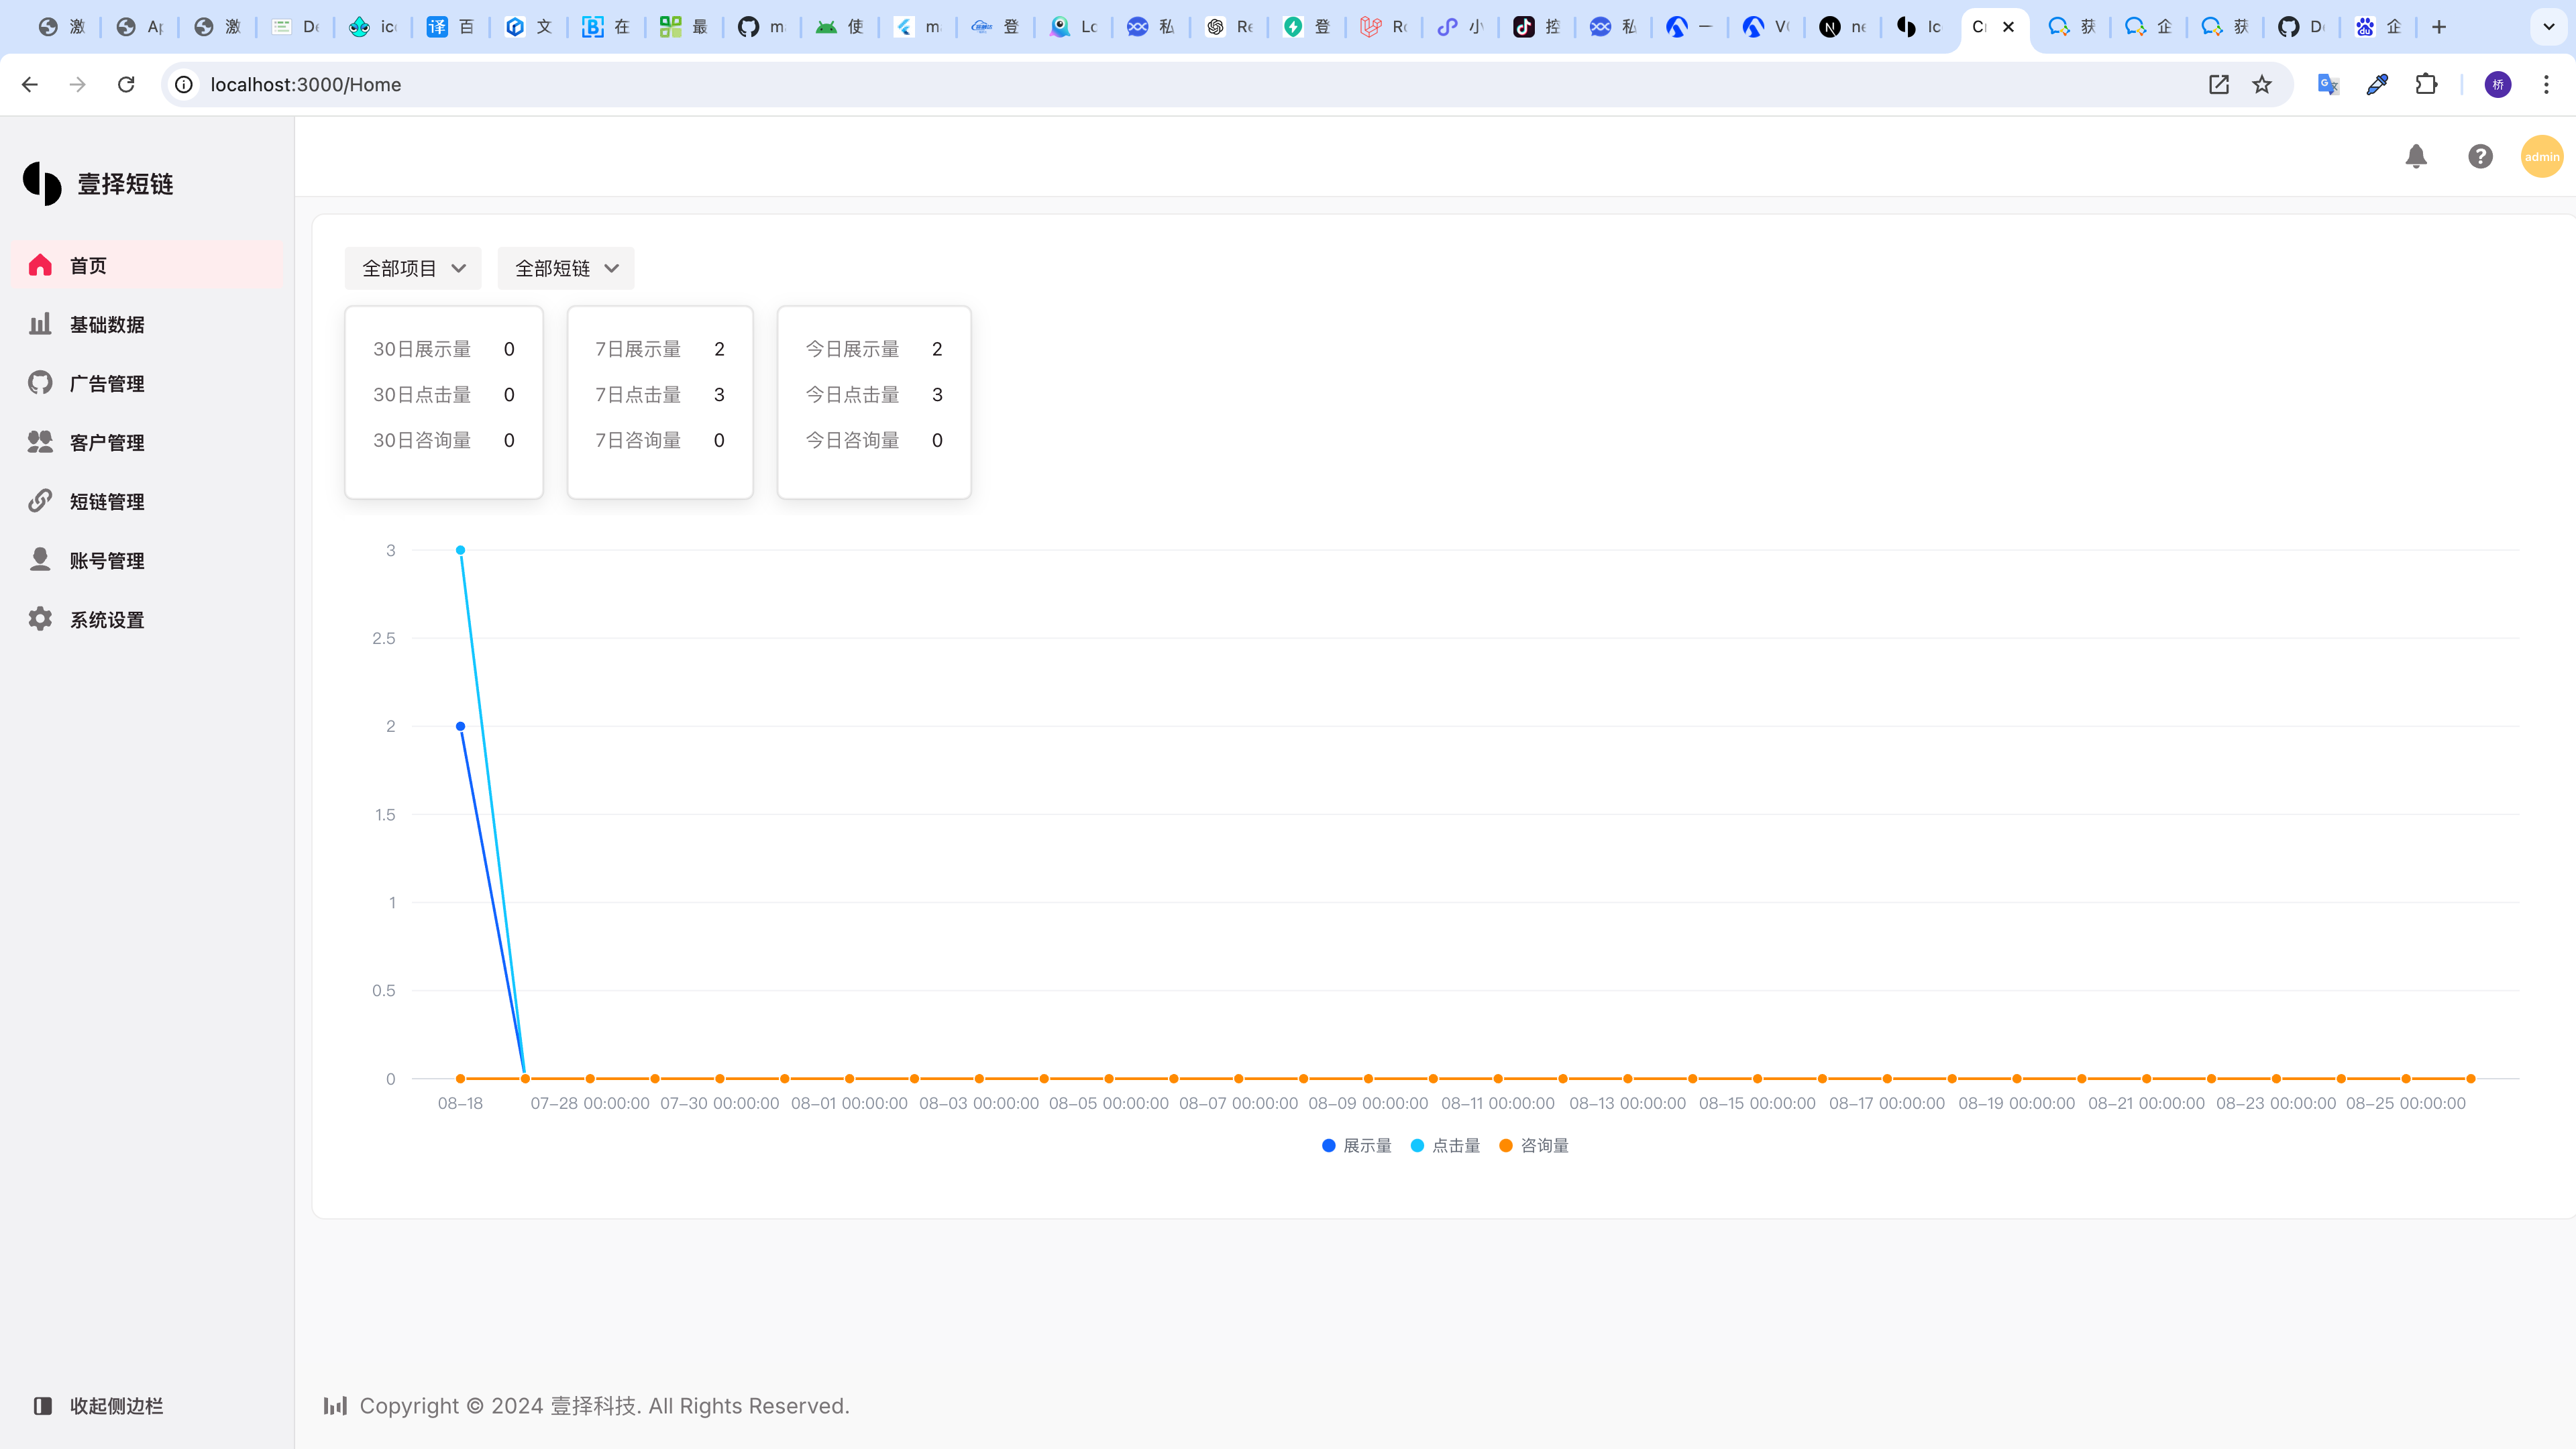 激
Ap
激
De
ico
译 百
文
在
最
m
使
m
登
Lo
私
Re
登
Ro
控
私
一
V
N ne
Ic
C
获
企
获
D
du 企
localhost:3000/Home
桥
壹择短链
admin
首页
基础数据
广告管理
客户管理
短链管理
账号管理
系统设置
收起侧边栏
全部项目 全部短链
30日展示量 0
30日点击量 0
30日咨询量 0
7日展示量 2
7日点击量 3
7日咨询量 0
今日展示量 2
今日点击量 3
今日咨询量 0
3
2.5
2
1.5
1
0.5
0
08-18 07-28 00:00:00 07-30 00:00:00 08-01 00:00:00 08-03 00:00:00 08-05 00:00:00 08-07 00:00:00 08-09 00:00:00 08-11 00:00:00 08-13 00:00:00 08-15 00:00:00 08-17 00:00:00 08-19 00:00:00 08-21 00:00:00 08-23 00:00:00 08-25 00:00:00
展示量 点击量 咨询量
Copyright © 2024 壹择科技. All Rights Reserved.